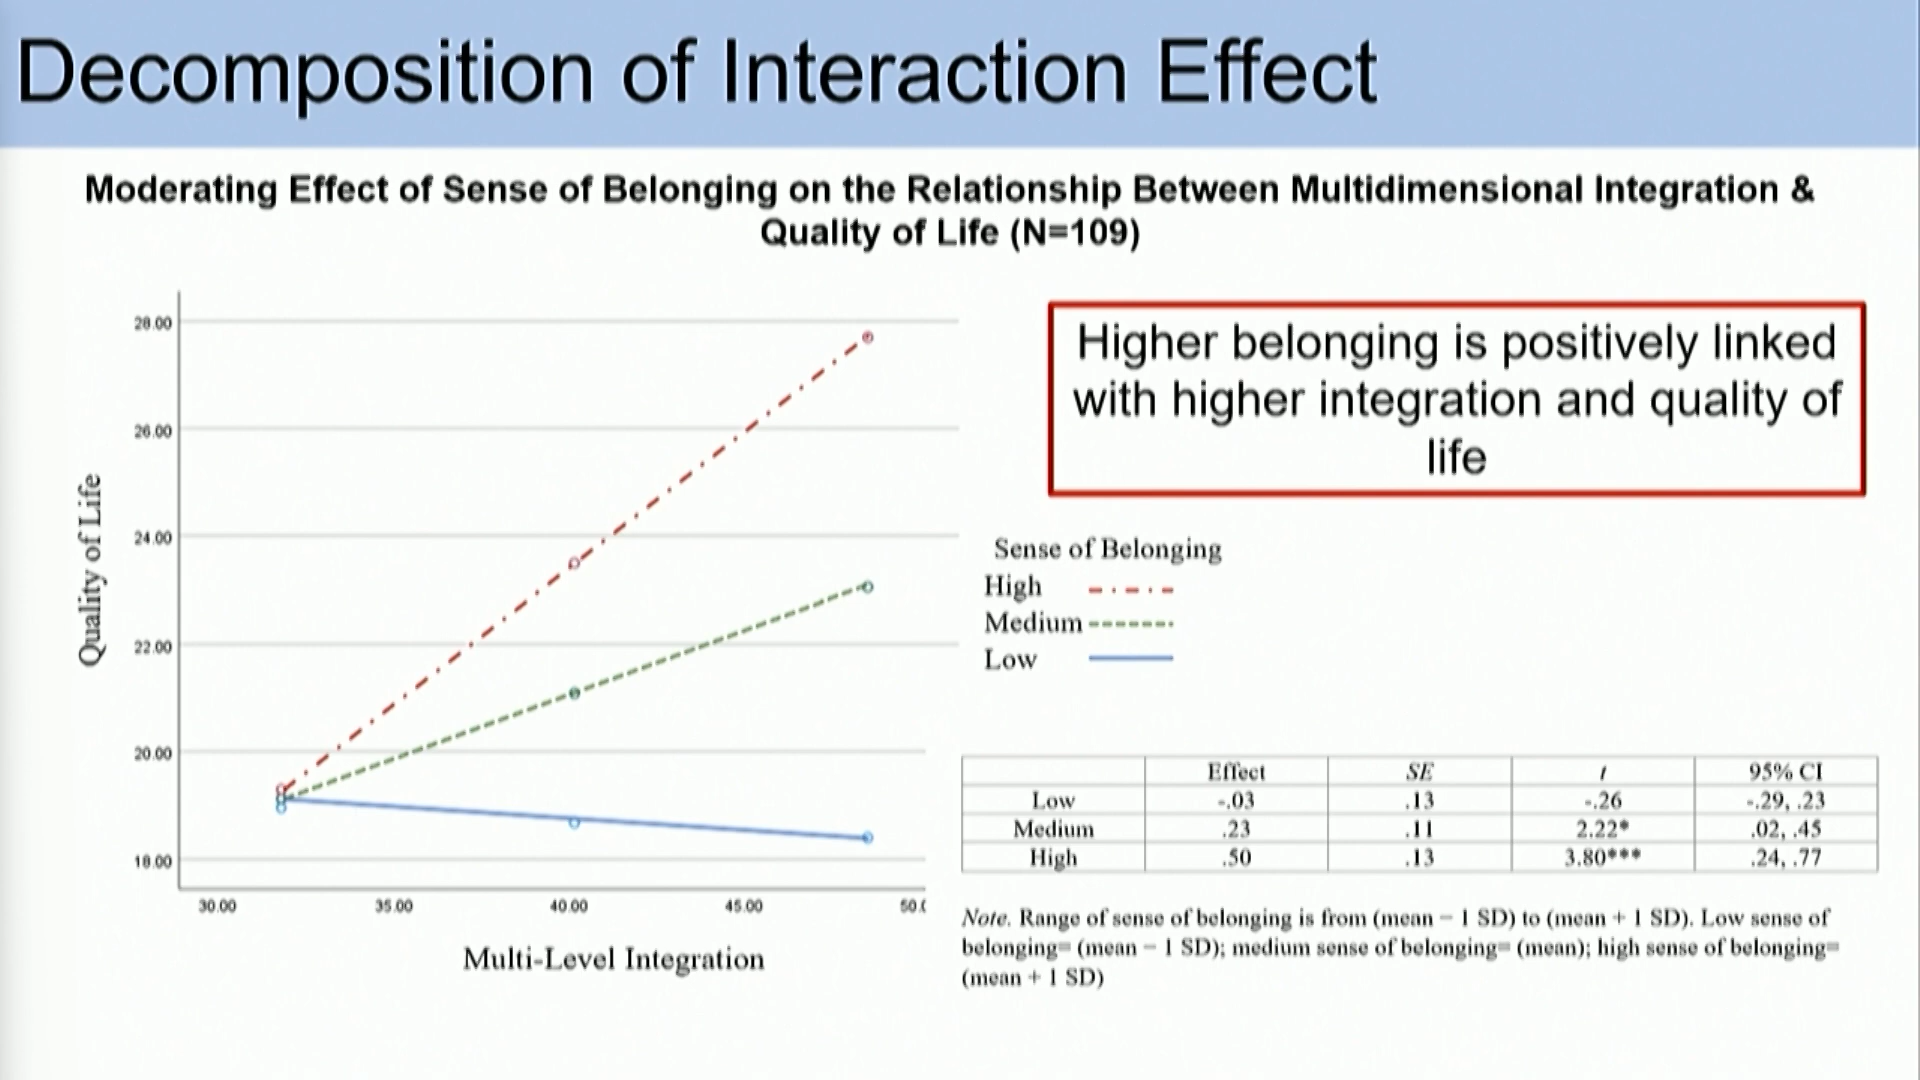 Decomposition of Interaction Effect
Moderating Effect of Sense of Belonging on the Relationship Between Multidimensional Integration &
Quality of Life (N=109)
28.00
26.00
24.00
22.00
20.00
18.00
Quality of Life
30.00 35.00 40.00 45.00 50.0
Multi-Level Integration
Higher belonging is positively linked
with higher integration and quality of
life
Sense of Belonging
High
Medium
Low
Effect SE t 95% CI
Low -.03 .13 -.26 -.29, .23
Medium .23 .11 2.22* .02, .45
High .50 .13 3.80*** .24, .77
Note. Range of sense of belonging is from (mean − 1 SD) to (mean + 1 SD). Low sense of
belonging= (mean − 1 SD); medium sense of belonging= (mean); high sense of belonging=
(mean + 1 SD)